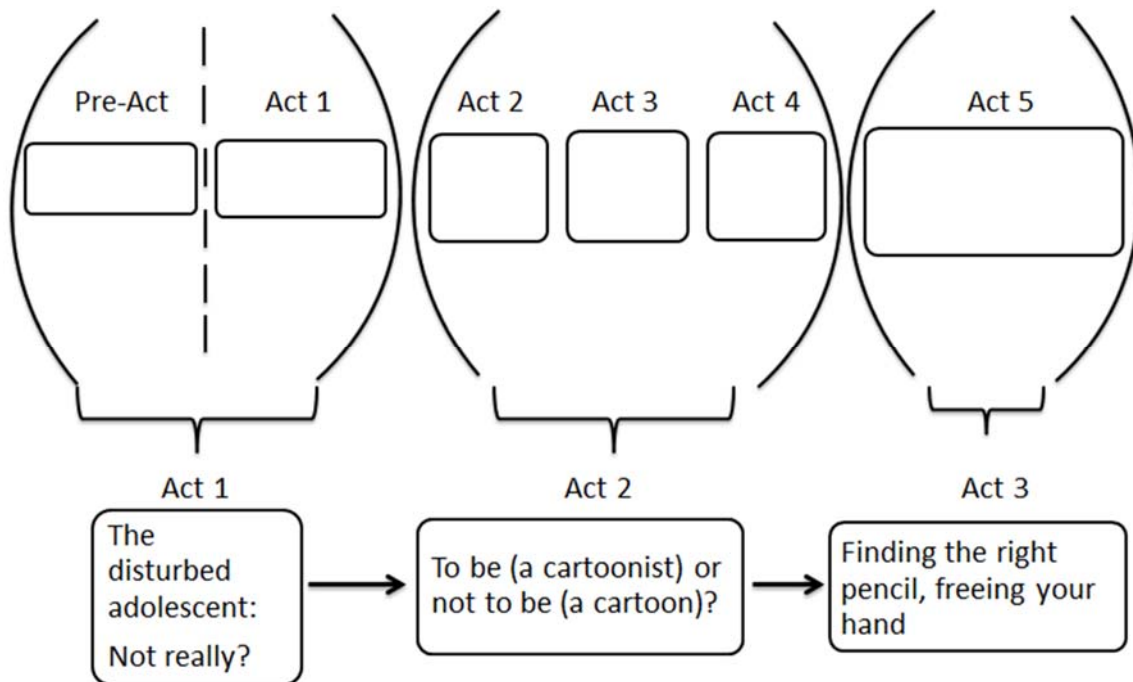 Pre-Act
Act 1
Act 2
Act 3
Act 4
Act 5
Act 1
The
disturbed
adolescent:
Not really?
Act 2
To be (a cartoonist) or
not to be (a cartoon)?
Act 3
Finding the right
pencil, freeing your
hand